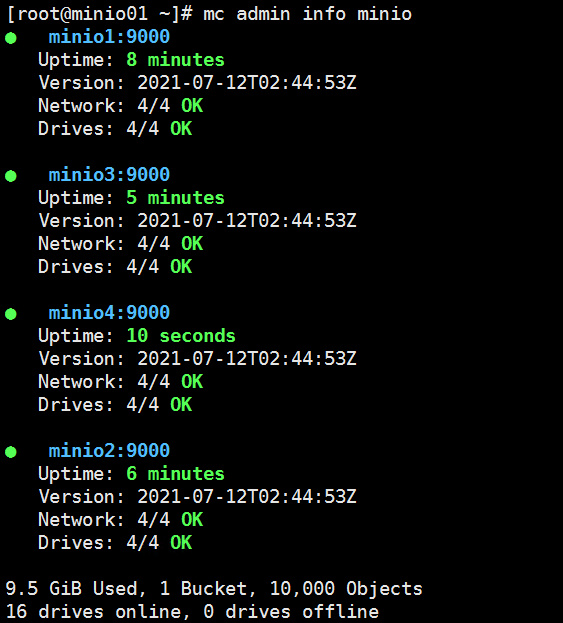 [root@minio01 ~]# mc admin info minio
● minio1:9000
Uptime: 8 minutes
Version: 2021-07-12T02:44:53Z
Network: 4/4 OK
Drives: 4/4 OK
● minio3:9000
Uptime: 5 minutes
Version: 2021-07-12T02:44:53Z
Network: 4/4 OK
Drives: 4/4 OK
● minio4:9000
Uptime: 10 seconds
Version: 2021-07-12T02:44:53Z
Network: 4/4 OK
Drives: 4/4 OK
● minio2:9000
Uptime: 6 minutes
Version: 2021-07-12T02:44:53Z
Network: 4/4 OK
Drives: 4/4 OK
9.5 GiB Used, 1 Bucket, 10,000 Objects
16 drives online, 0 drives offline